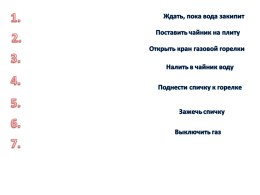 1.
Ждать, пока вода закипит
2.
Поставить чайник на плиту
Открыть кран газовой горелки
3.
Налить в чайник воду
4.
Поднести спичку к горелке
5.
Зажечь спичку
6.
Выключить газ
7.